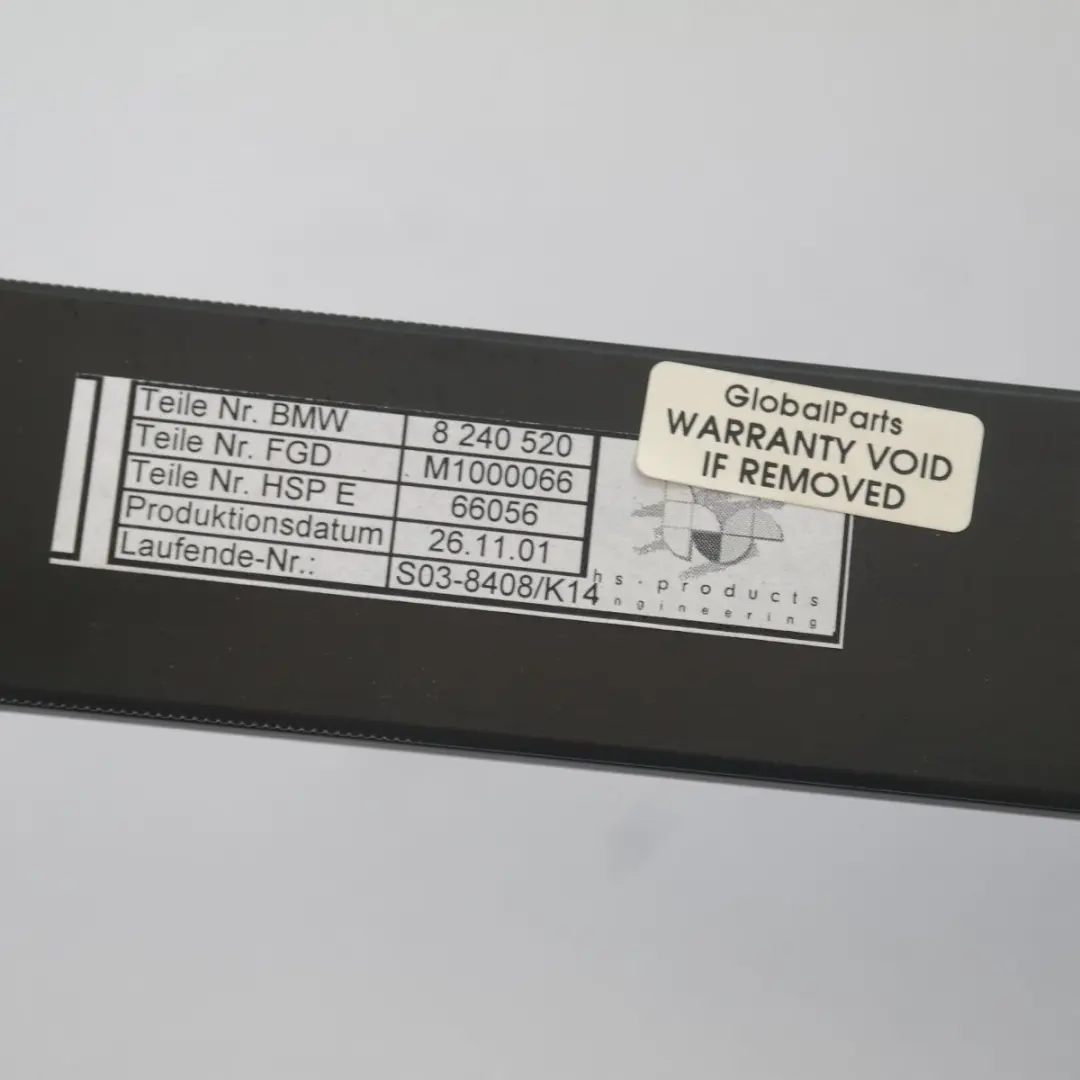 Teile Nr. BMW 8 240 520
Teile Nr. FGD M1000066
Teile Nr. HSP E 66056
Produktionsdatum 26.11.01
Laufende-Nr.: S03-8408/K14
hs-products
ngineering
GlobalParts
WARRANTY VOID
IF REMOVED